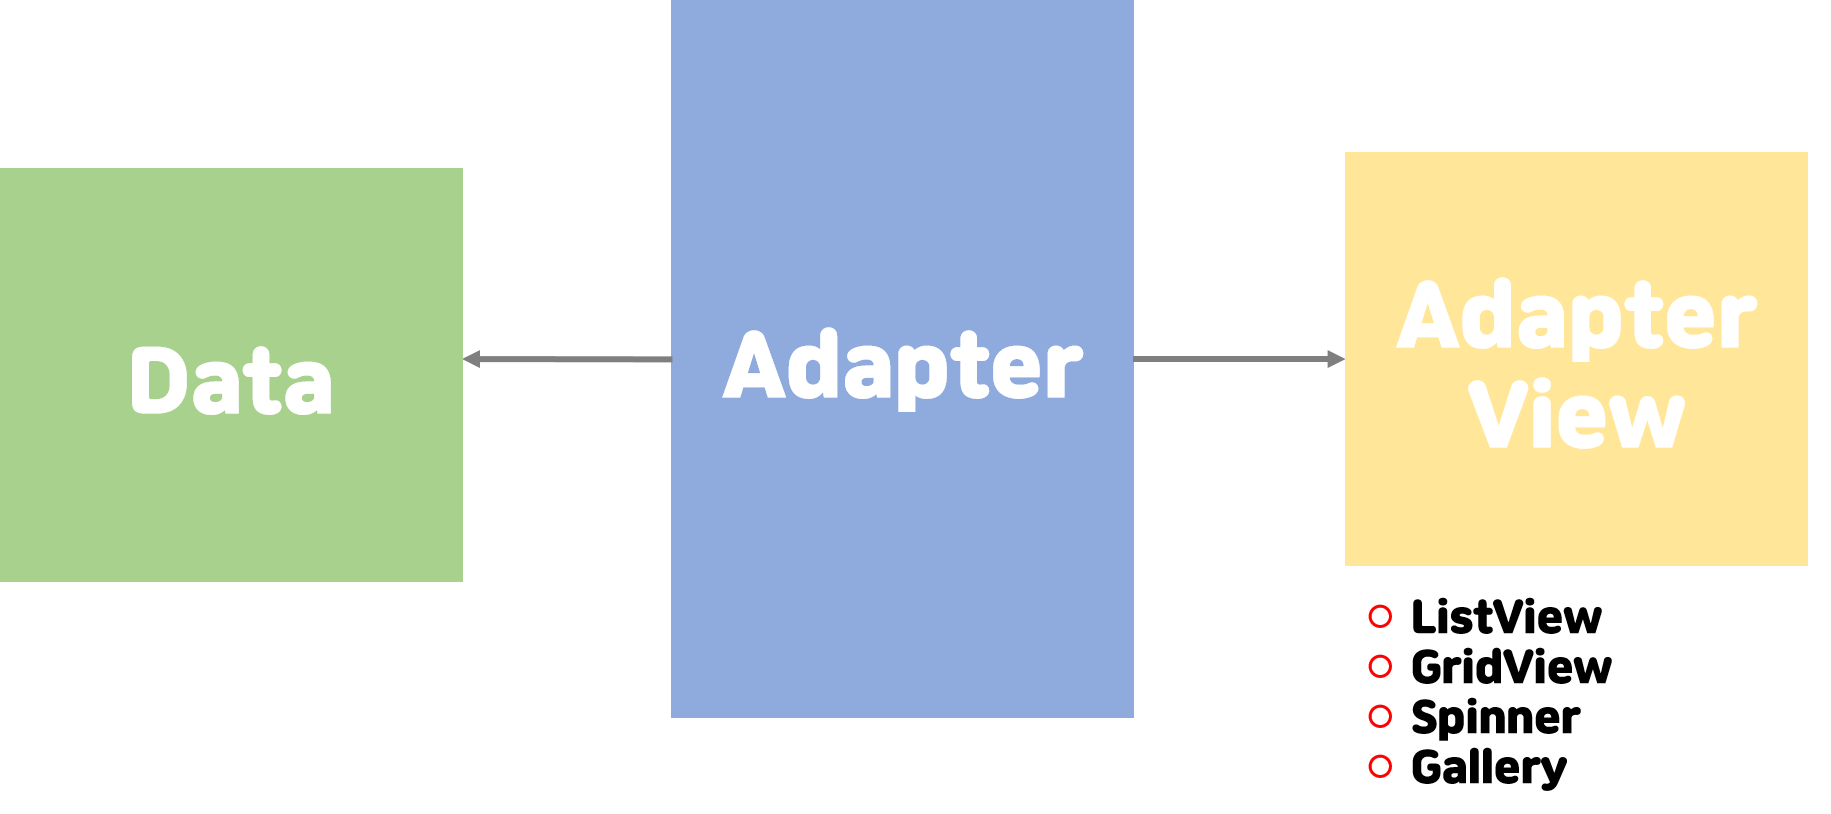 Data
Adapter
Adapter
View
ListView
GridView
Spinner
Gallery